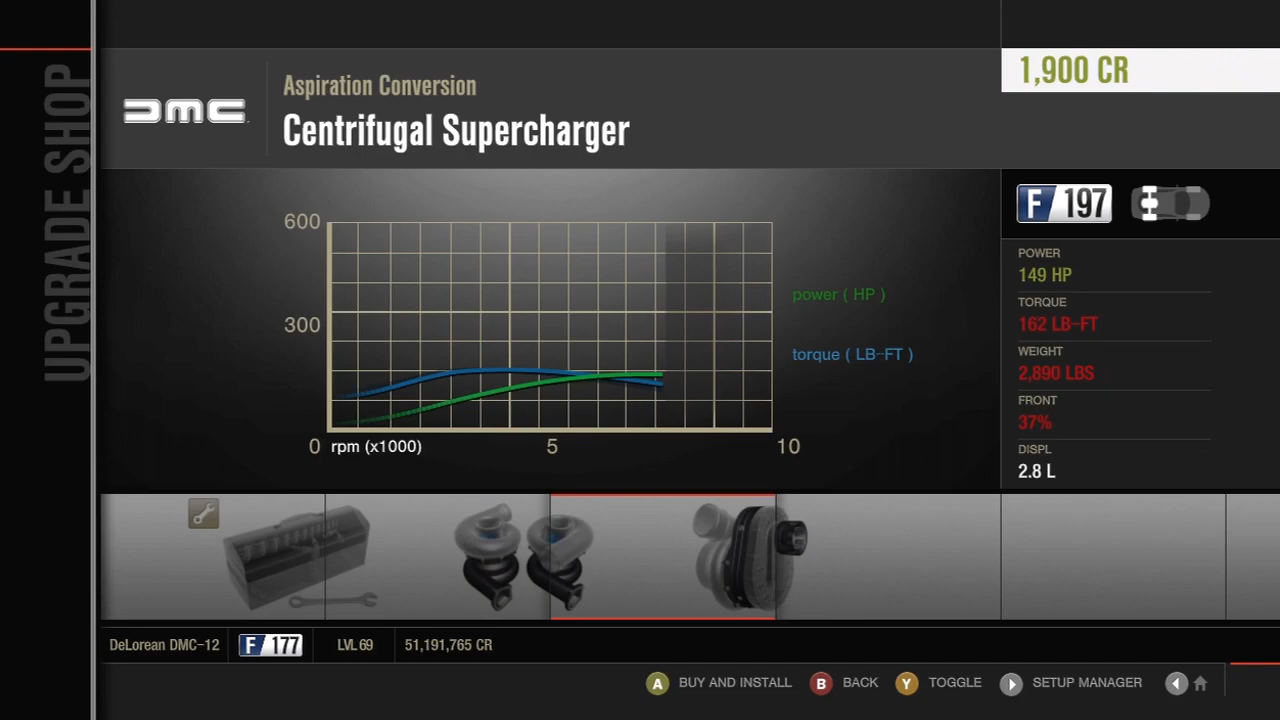 UPGRADE SHOP
DMC
Aspiration Conversion
Centrifugal Supercharger
1,900 CR
F 197
POWER
149 HP
TORQUE
162 LB-FT
WEIGHT
2,890 LBS
FRONT
37%
DISPL
2.8 L
600
300
0 rpm (x1000) 5 10
power ( HP )
torque ( LB-FT )
DeLorean DMC-12 F 177 LVL 69 51,191,765 CR
A BUY AND INSTALL B BACK Y TOGGLE SETUP MANAGER